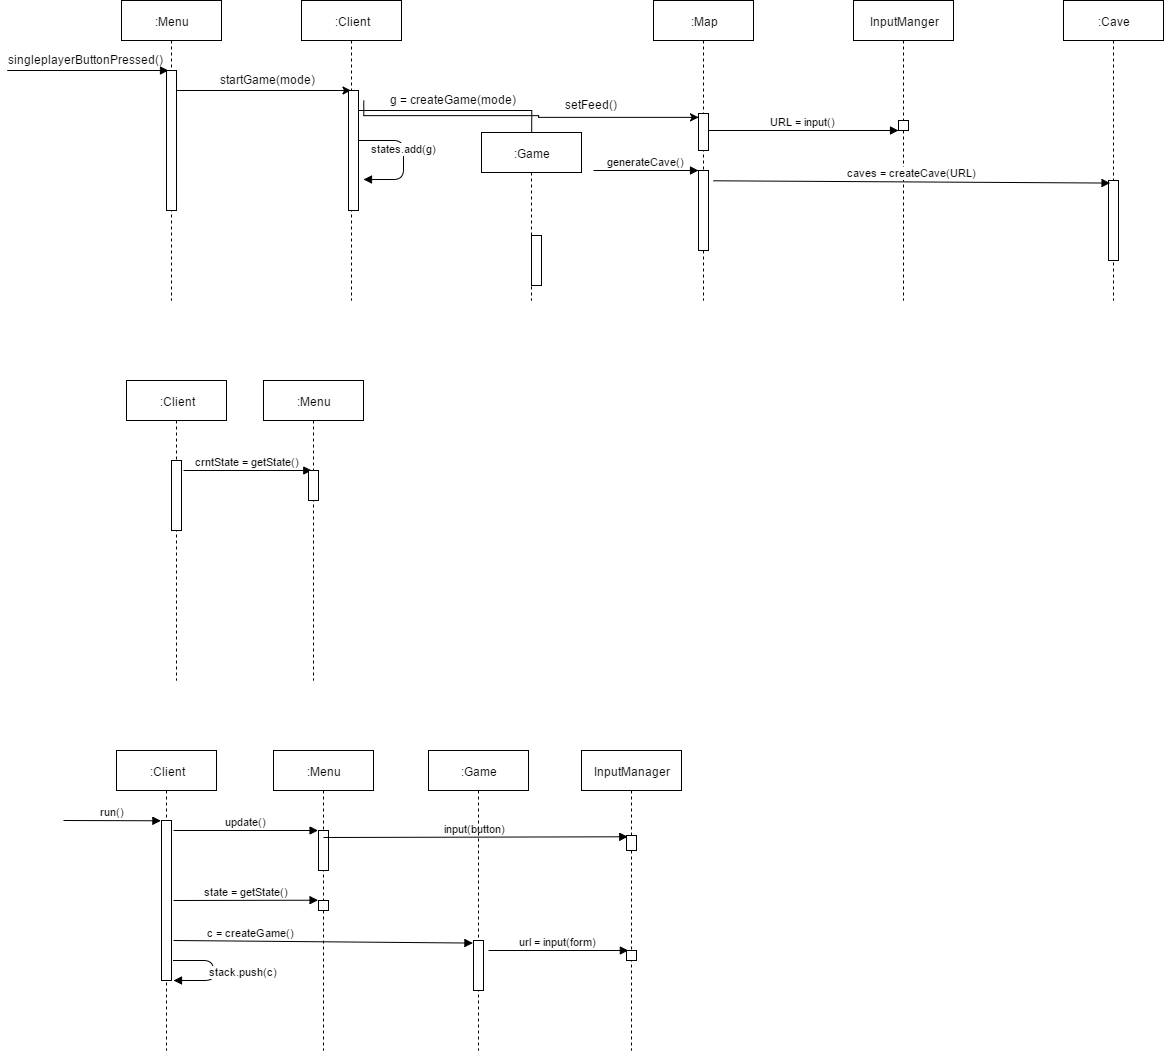 :Menu
:Client
:Map
InputManger
:Cave
singleplayerButtonPressed()
startGame(mode)
g = createGame(mode)
setFeed()
URL = input()
states.add(g)
:Game
generateCave()
caves = createCave(URL)
:Client
:Menu
crntState = getState()
:Client
:Menu
:Game
InputManager
run()
update()
input(button)
state = getState()
c = createGame()
url = input(form)
stack.push(c)